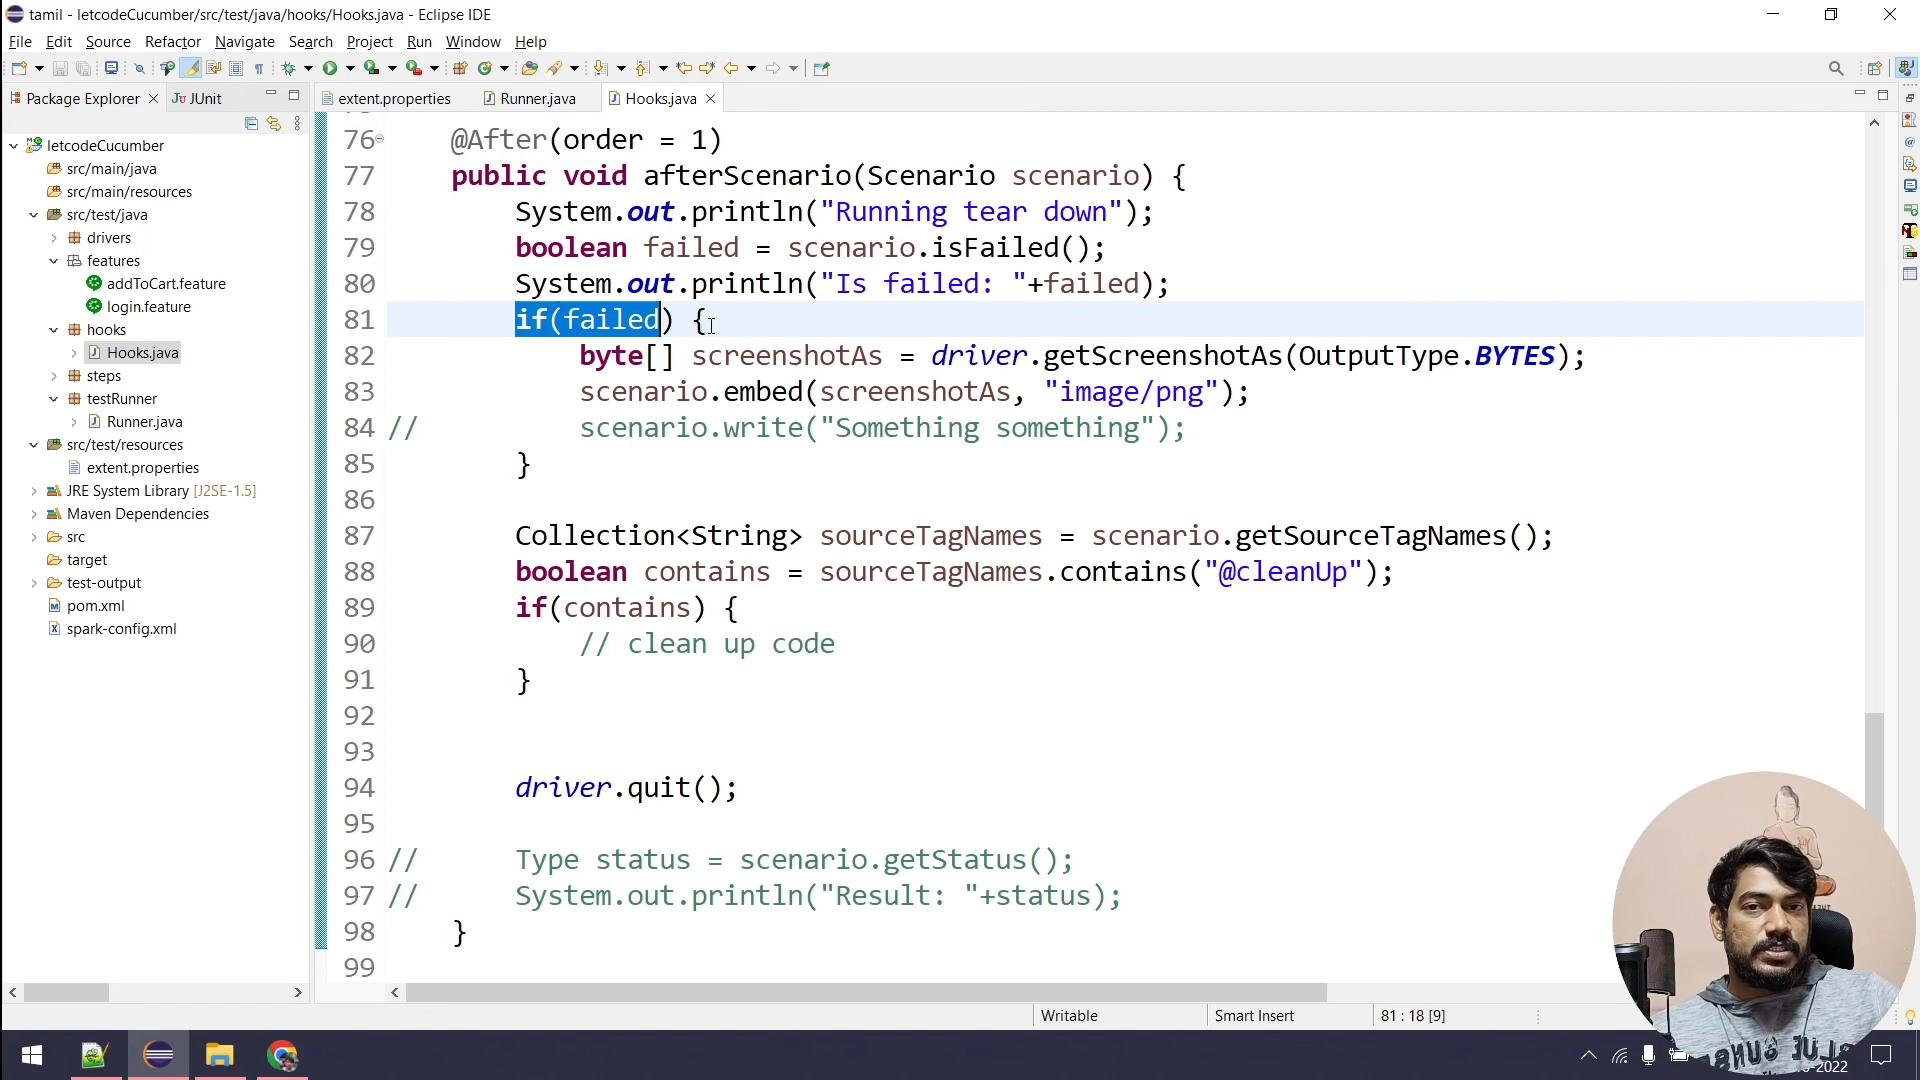 tamil - letcodeCucumber/src/test/java/hooks/Hooks.java - Eclipse IDE
File Edit Source Refactor Navigate Search Project Run Window Help
Package Explorer
JUnit
extent.properties
Runner.java
Hooks.java
letcodeCucumber
src/main/java
src/main/resources
src/test/java
drivers
features
addToCart.feature
login.feature
hooks
Hooks.java
steps
testRunner
Runner.java
src/test/resources
extent.properties
JRE System Library [J2SE-1.5]
Maven Dependencies
src
target
test-output
pom.xml
spark-config.xml
76 @After(order = 1)
77 public void afterScenario(Scenario scenario) {
78 System.out.println("Running tear down");
79 boolean failed = scenario.isFailed();
80 System.out.println("Is failed: "+failed);
81 if(failed) {
82 byte[] screenshotAs = driver.getScreenshotAs(OutputType.BYTES);
83 scenario.embed(screenshotAs, "image/png");
84 // scenario.write("Something something");
85 }
86
87 Collection<String> sourceTagNames = scenario.getSourceTagNames();
88 boolean contains = sourceTagNames.contains("@cleanUp");
89 if(contains) {
90 // clean up code
91 }
92
93
94 driver.quit();
95
96 // Type status = scenario.getStatus();
97 // System.out.println("Result: "+status);
98 }
99
Writable
Smart Insert
81 : 18 [9]